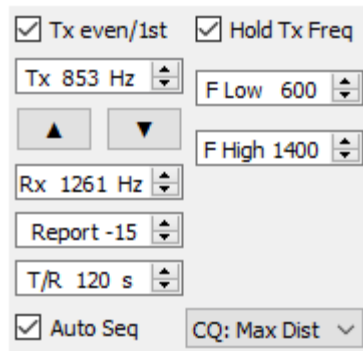 Tx even/1st
Hold Tx Freq
Tx 853 Hz
F Low 600
▲ ▼
F High 1400
Rx 1261 Hz
Report -15
T/R 120 s
Auto Seq
CQ: Max Dist